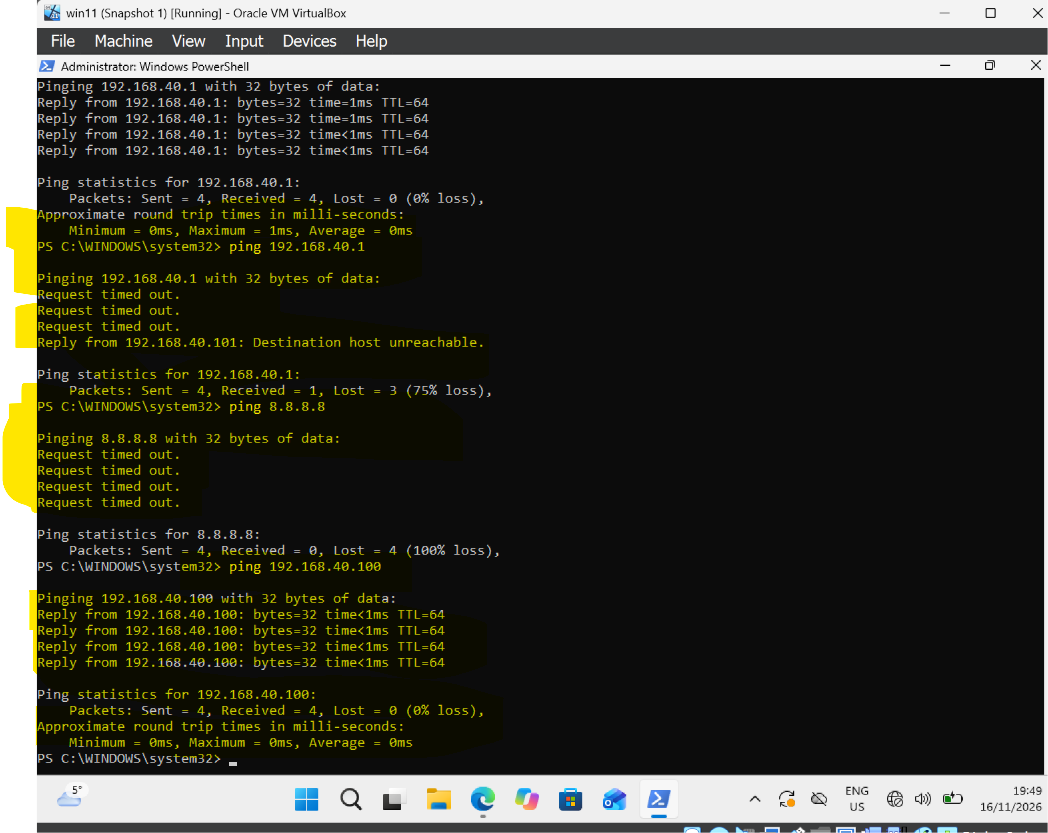 win11 (Snapshot 1) [Running] - Oracle VM VirtualBox
File Machine View Input Devices Help
Administrator: Windows PowerShell
Pinging 192.168.40.1 with 32 bytes of data:
Reply from 192.168.40.1: bytes=32 time=1ms TTL=64
Reply from 192.168.40.1: bytes=32 time=1ms TTL=64
Reply from 192.168.40.1: bytes=32 time<1ms TTL=64
Reply from 192.168.40.1: bytes=32 time<1ms TTL=64
Ping statistics for 192.168.40.1:
Packets: Sent = 4, Received = 4, Lost = 0 (0% loss),
Approximate round trip times in milli-seconds:
Minimum = 0ms, Maximum = 1ms, Average = 0ms
PS C:\WINDOWS\system32> ping 192.168.40.1
Pinging 192.168.40.1 with 32 bytes of data:
Request timed out.
Request timed out.
Request timed out.
Reply from 192.168.40.101: Destination host unreachable.
Ping statistics for 192.168.40.1:
Packets: Sent = 4, Received = 1, Lost = 3 (75% loss),
PS C:\WINDOWS\system32> ping 8.8.8.8
Pinging 8.8.8.8 with 32 bytes of data:
Request timed out.
Request timed out.
Request timed out.
Request timed out.
Ping statistics for 8.8.8.8:
Packets: Sent = 4, Received = 0, Lost = 4 (100% loss),
PS C:\WINDOWS\system32> ping 192.168.40.100
Pinging 192.168.40.100 with 32 bytes of data:
Reply from 192.168.40.100: bytes=32 time<1ms TTL=64
Reply from 192.168.40.100: bytes=32 time<1ms TTL=64
Reply from 192.168.40.100: bytes=32 time<1ms TTL=64
Reply from 192.168.40.100: bytes=32 time<1ms TTL=64
Ping statistics for 192.168.40.100:
Packets: Sent = 4, Received = 4, Lost = 0 (0% loss),
Approximate round trip times in milli-seconds:
Minimum = 0ms, Maximum = 0ms, Average = 0ms
PS C:\WINDOWS\system32>
5°
ENG
US
19:49
16/11/2026